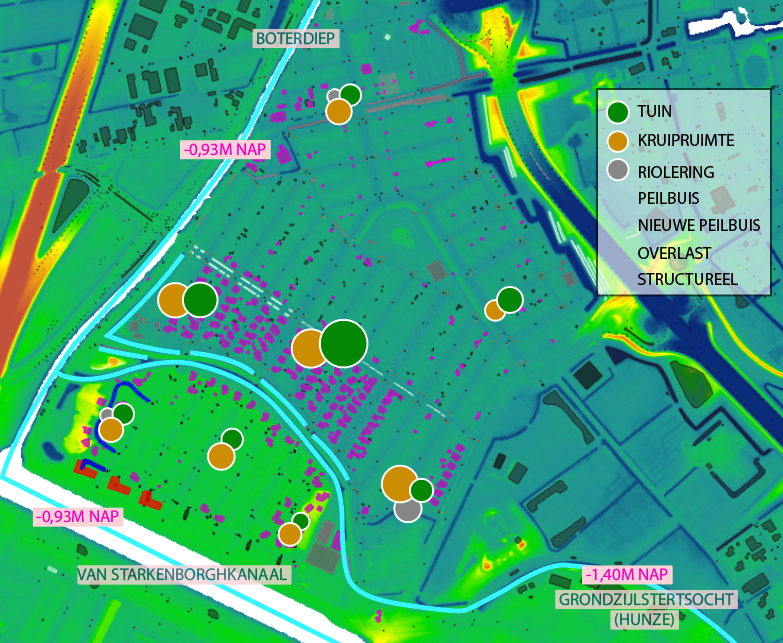 BOTERDIEP
-0,93M NAP
TUIN
KRUIPRUIMTE
RIOLERING
PEILBUIS
NIEUWE PEILBUIS
OVERLAST
STRUCTUREEL
-0,93M NAP
VAN STARKENBORGHKANAAL
-1,40M NAP
GRONDZIJLSTERTSOCHT
(HUNZE)